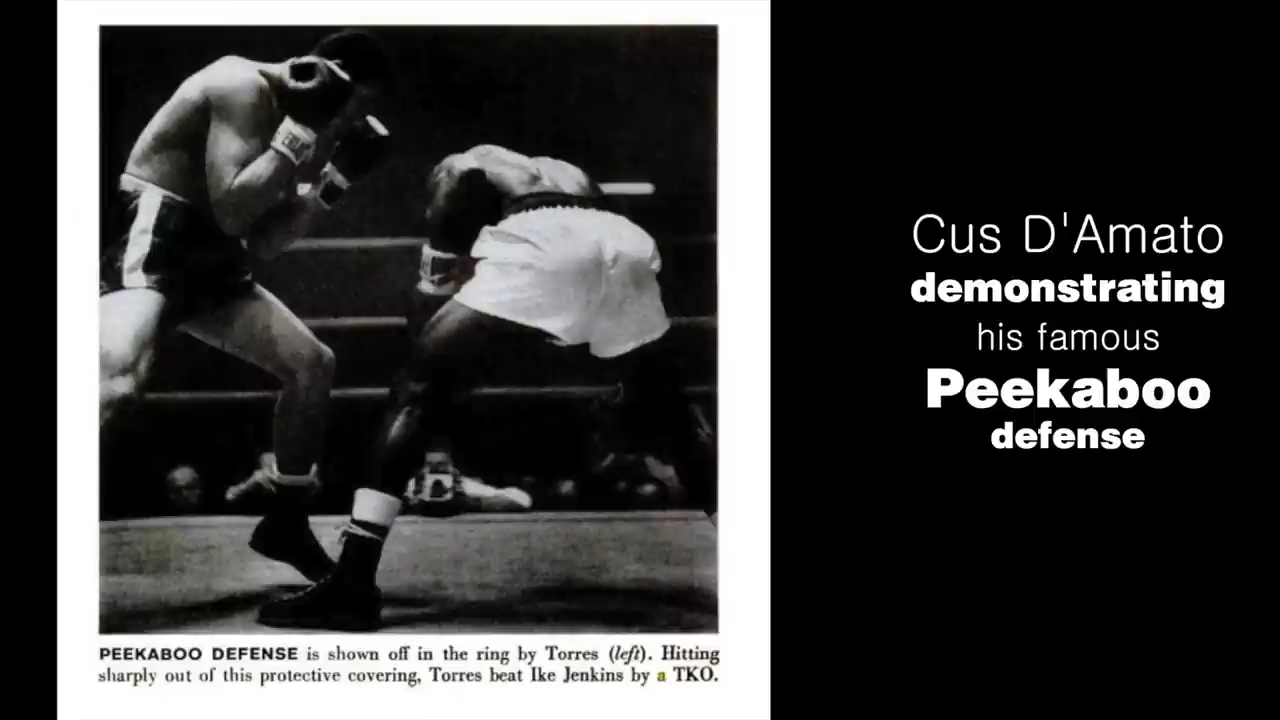 PEEKABOO DEFENSE is shown off in the ring by Torres (left). Hitting
sharply out of this protective covering, Torres beat Ike Jenkins by a TKO.
Cus D'Amato
demonstrating
his famous
Peekaboo
defense